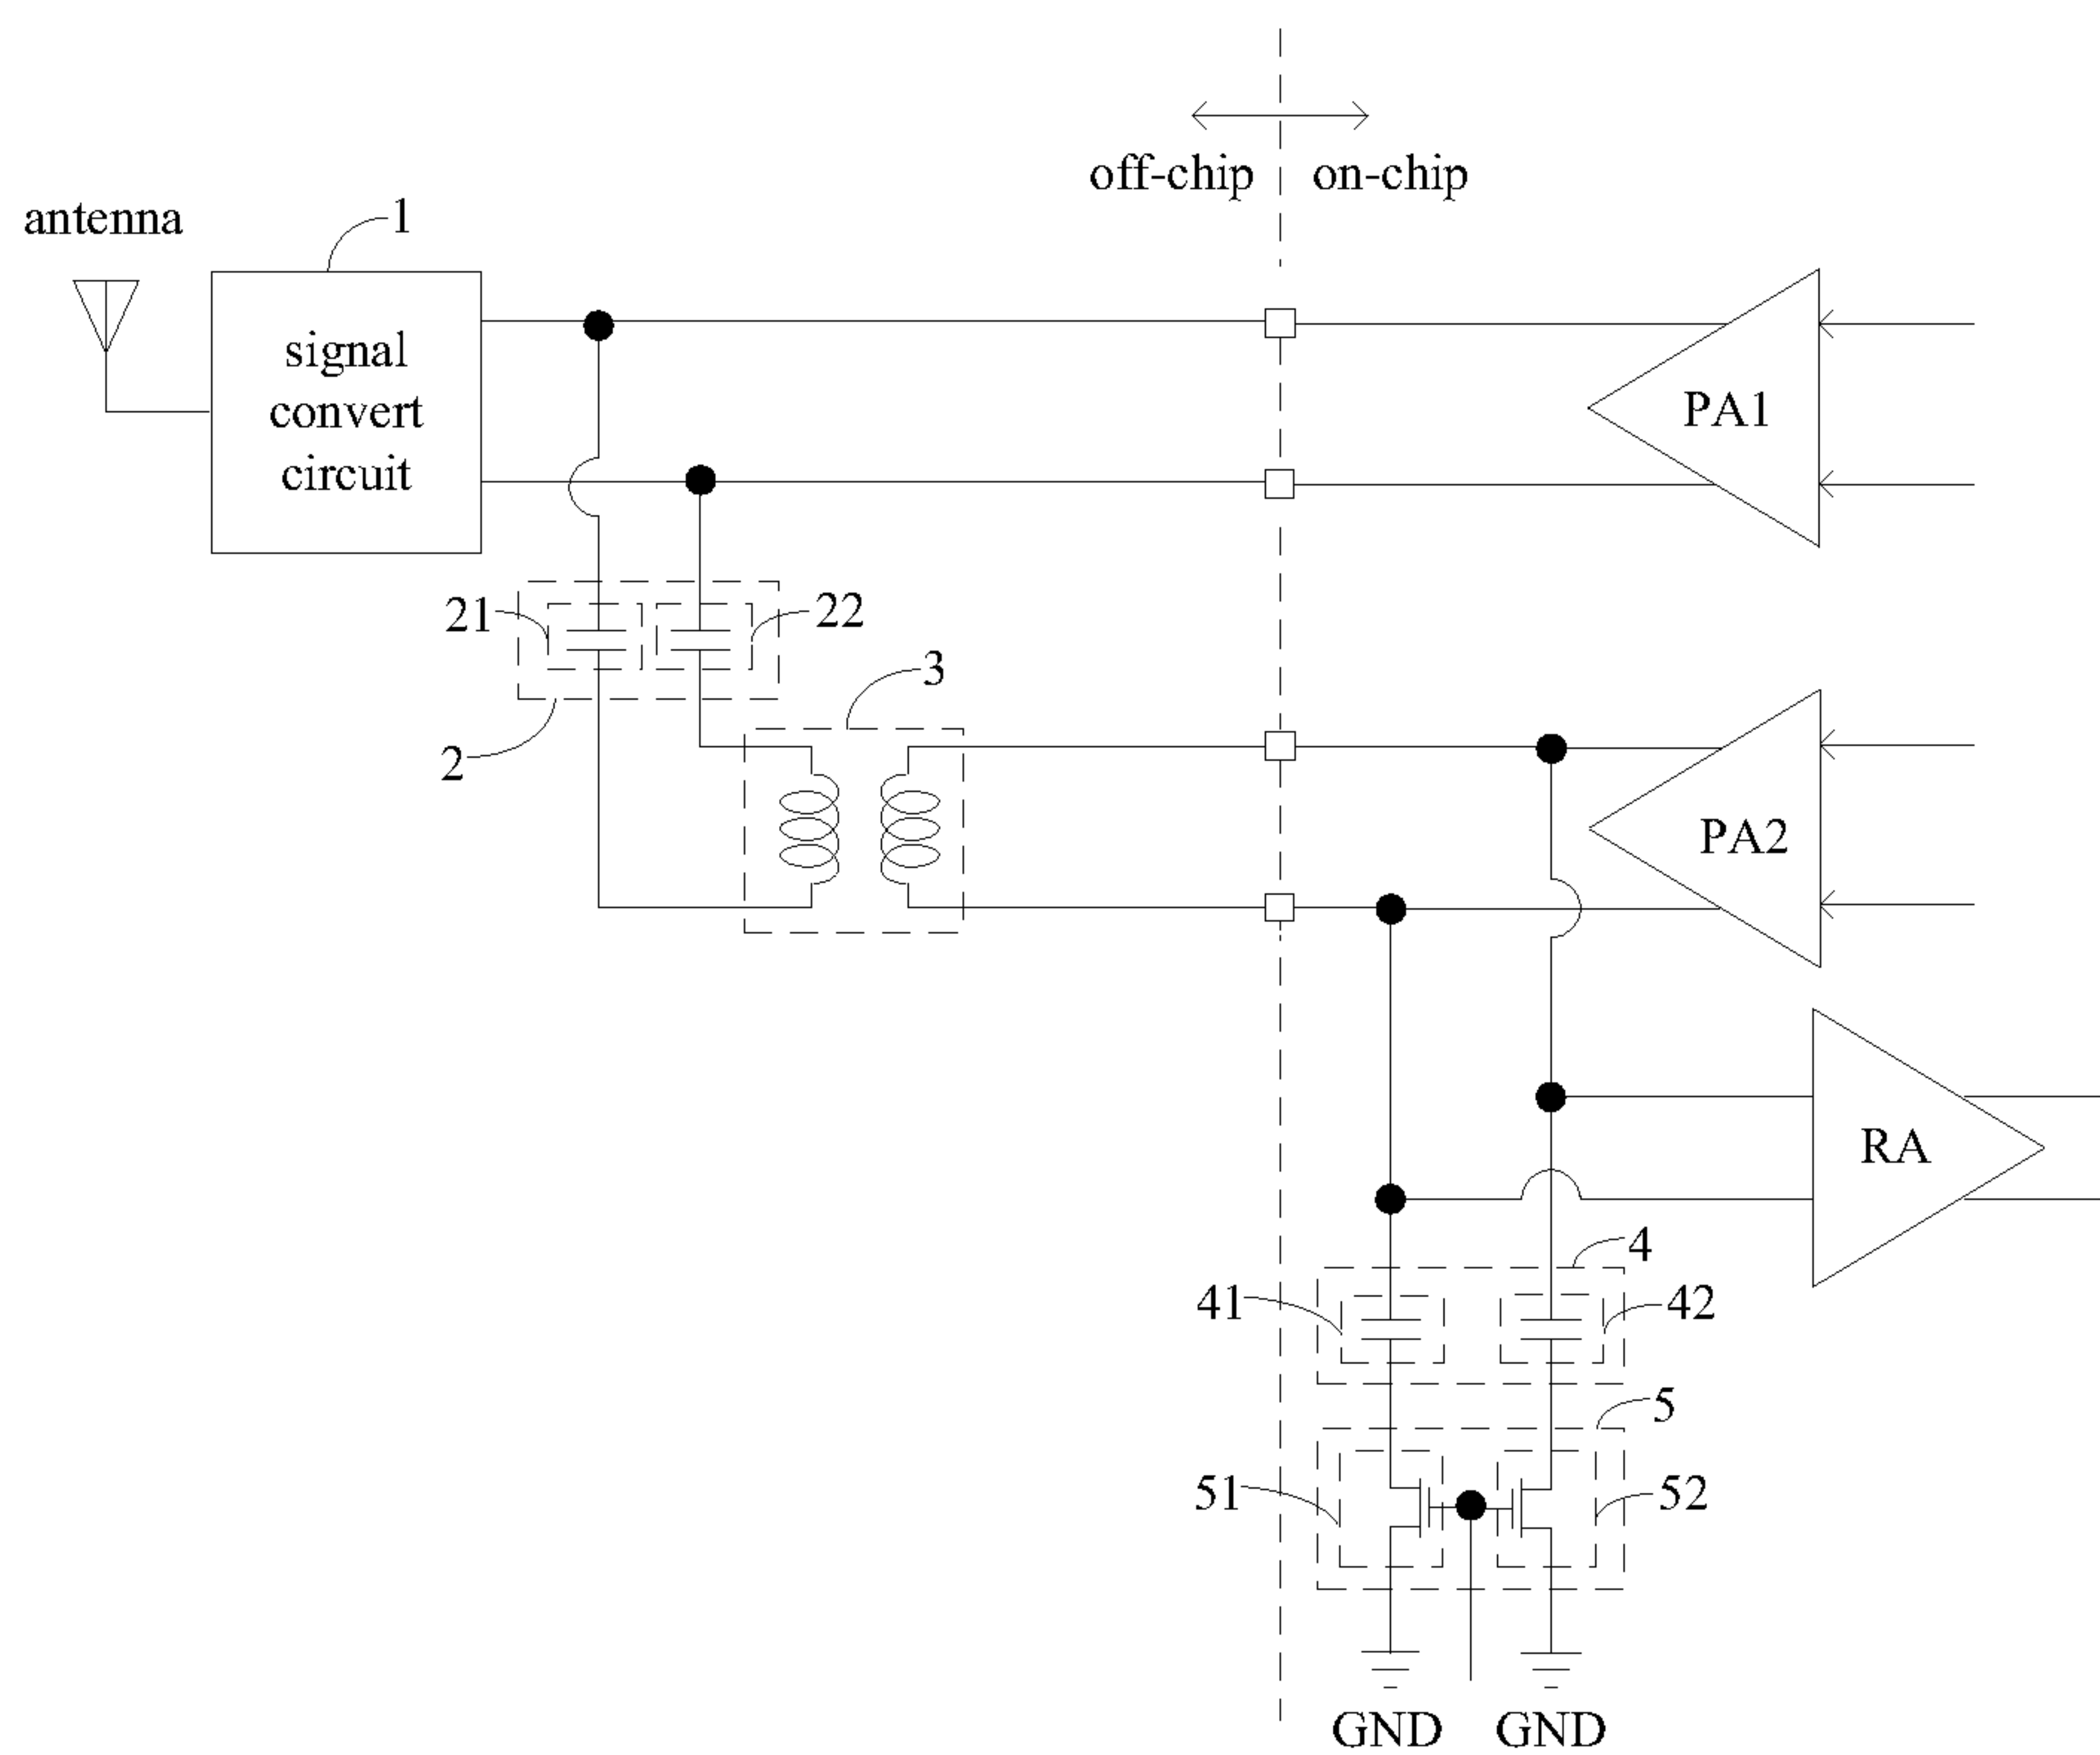 off-chip
on-chip
antenna
1
signal
convert
circuit
PA1
21
22
3
2
PA2
RA
4
41
42
5
51
52
GND
GND